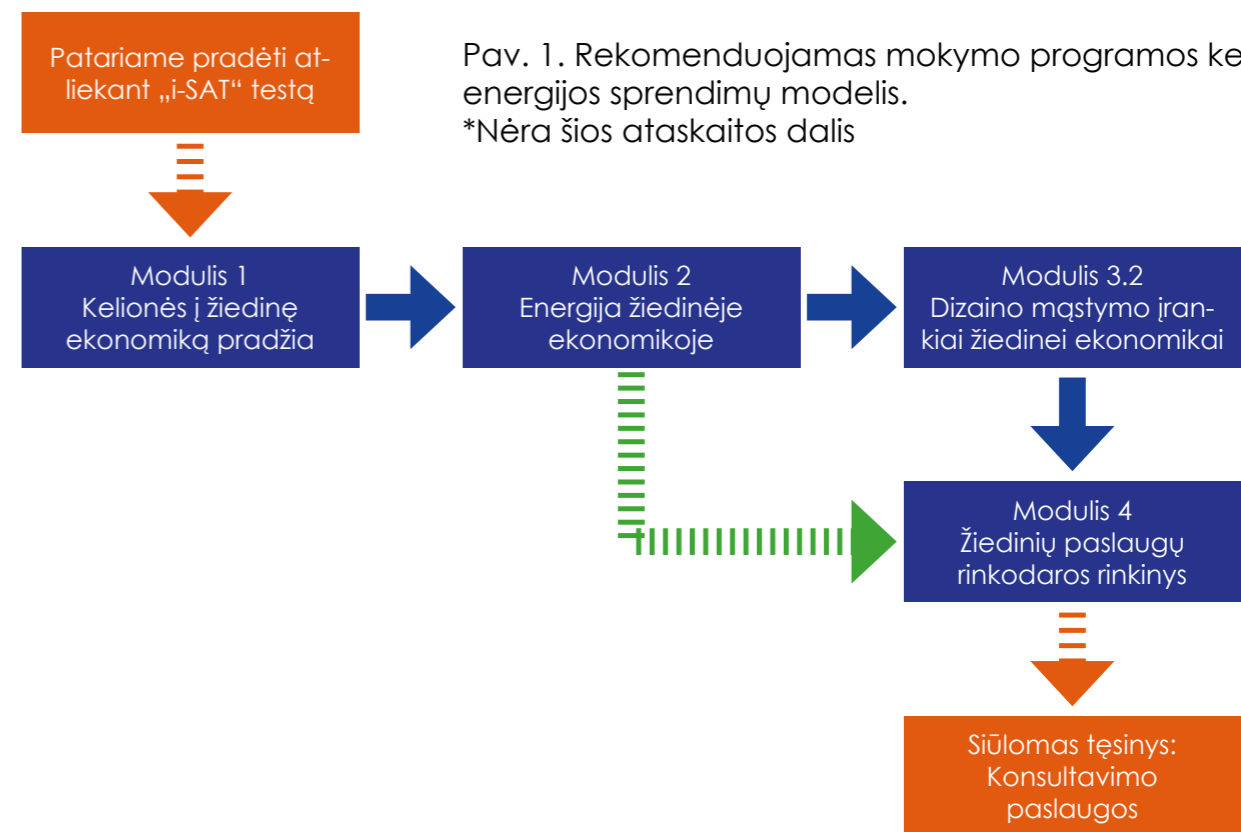 Patariame pradėti at-
liekant „i-SAT“ testą
Pav. 1. Rekomenduojamas mokymo programos ke
energijos sprendimų modelis.
*Nėra šios ataskaitos dalis
Modulis 1
Kelionės į žiedinę
ekonomiką pradžia
Modulis 2
Energija žiedinėje
ekonomikoje
Modulis 3.2
Dizaino mąstymo įran-
kiai žiedinei ekonomikai
Modulis 4
Žiedinių paslaugų
rinkodaros rinkinys
Siūlomas tęsinys:
Konsultavimo
paslaugos